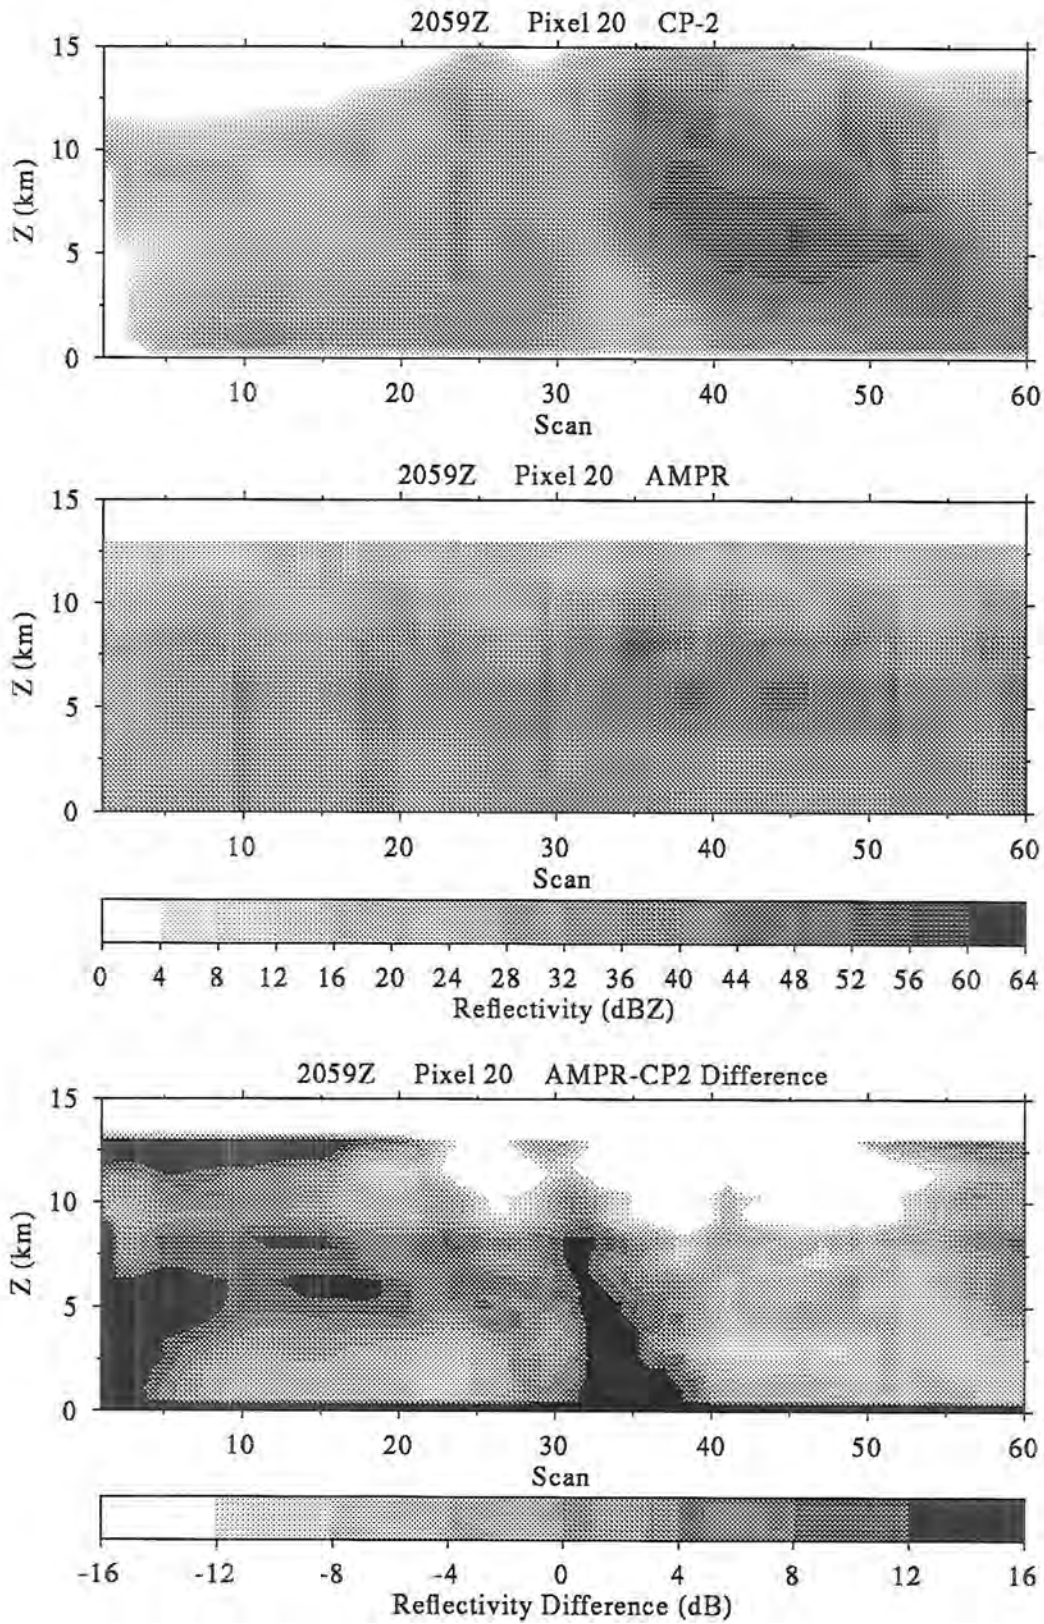 2059Z Pixel 20 CP-2
15
10
5
0
Z (km)
10 20 30 40 50 60
Scan
2059Z Pixel 20 AMPR
15
10
5
0
Z (km)
10 20 30 40 50 60
Scan
0 4 8 12 16 20 24 28 32 36 40 44 48 52 56 60 64
Reflectivity (dBZ)
2059Z Pixel 20 AMPR-CP2 Difference
15
10
5
0
Z (km)
10 20 30 40 50 60
Scan
-16 -12 -8 -4 0 4 8 12 16
Reflectivity Difference (dB)